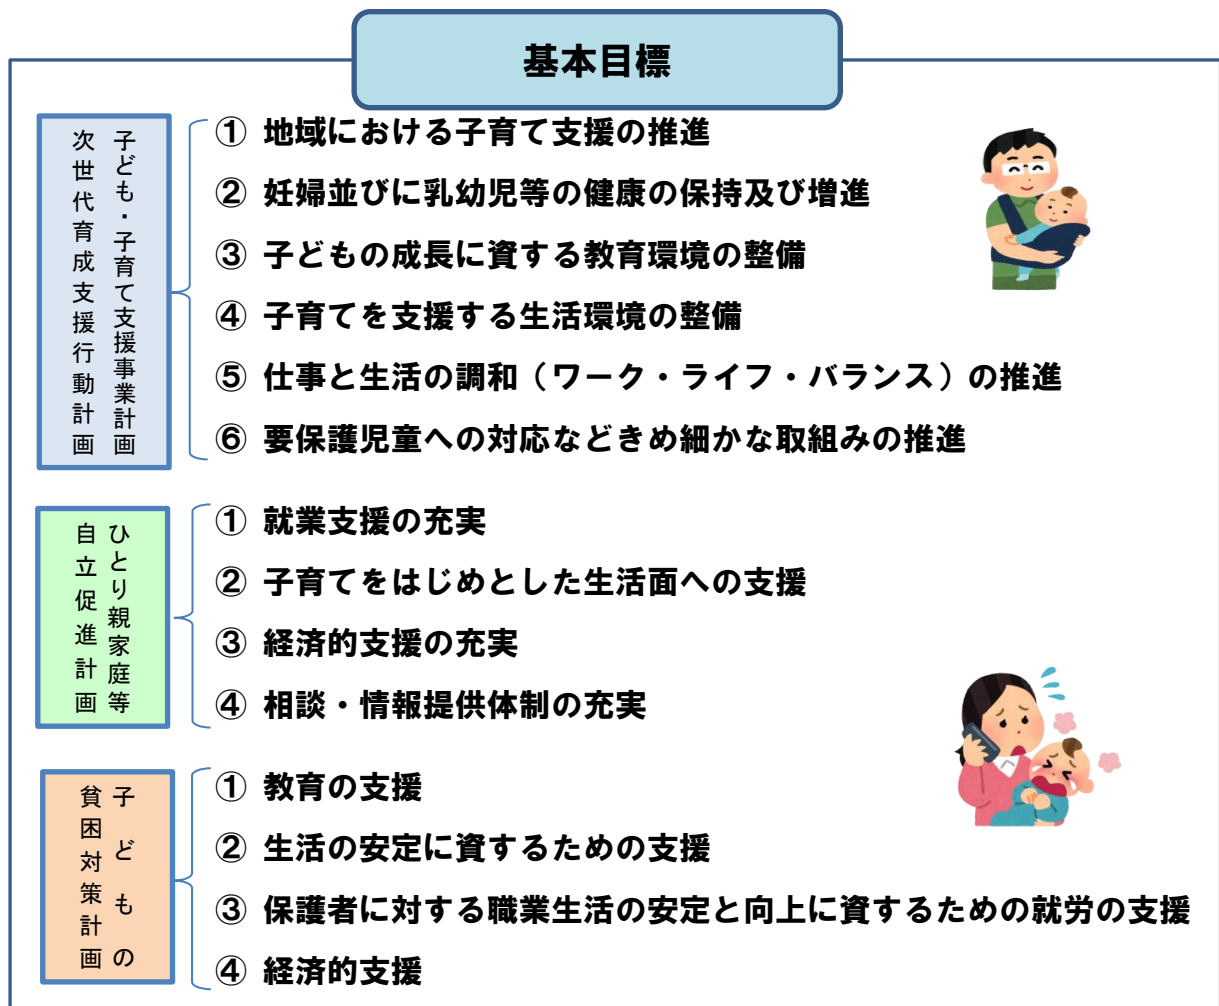 基本目標
子ども・子育て支援事業計画
次世代育成支援行動計画
① 地域における子育て支援の推進
② 妊婦並びに乳幼児等の健康の保持及び増進
③ 子どもの成長に資する教育環境の整備
④ 子育てを支援する生活環境の整備
⑤ 仕事と生活の調和（ワーク・ライフ・バランス）の推進
⑥ 要保護児童への対応などきめ細かな取組みの推進
ひとり親家庭等
自立促進計画
① 就業支援の充実
② 子育てをはじめとした生活面への支援
③ 経済的支援の充実
④ 相談・情報提供体制の充実
子どもの
貧困対策計画
① 教育の支援
② 生活の安定に資するための支援
③ 保護者に対する職業生活の安定と向上に資するための就労の支援
④ 経済的支援